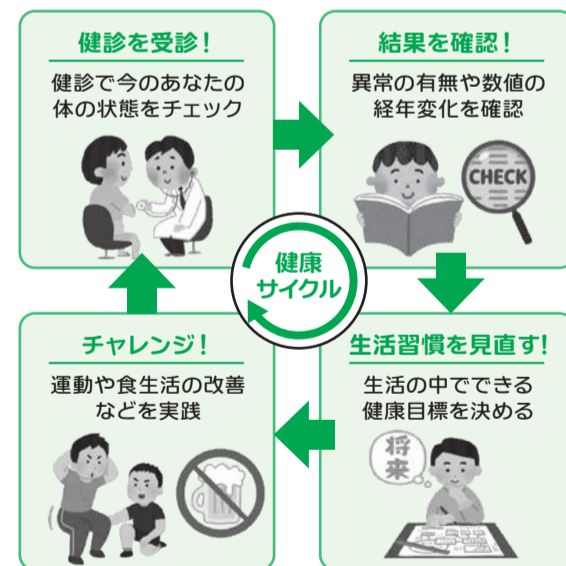 健診を受診！
健診で今のあなたの
体の状態をチェック
結果を確認！
異常の有無や数値の
経年変化を確認
CHECK
健康
サイクル
生活習慣を見直す！
生活の中でできる
健康目標を決める
将来
チャレンジ！
運動や食生活の改善
などを実践